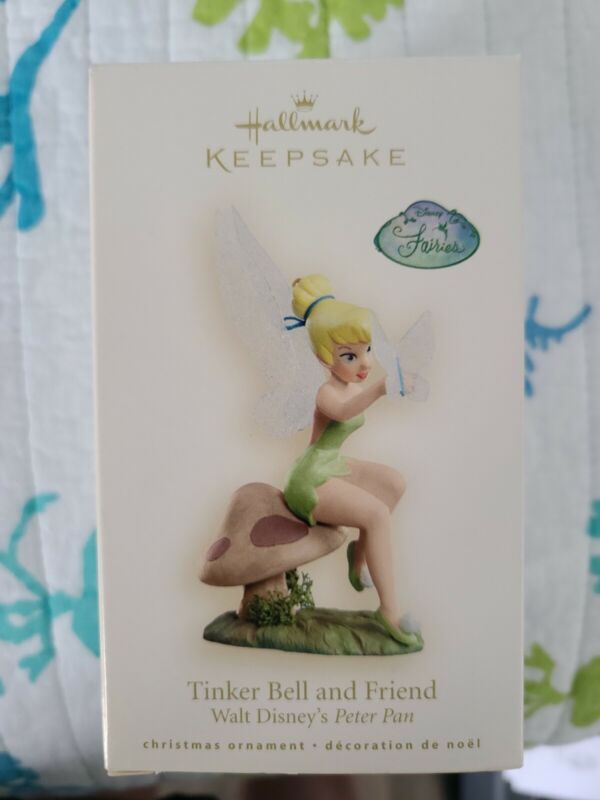 Hallmark
KEEPSAKE
Disney
Fairies
Tinker Bell and Friend
Walt Disney's Peter Pan
christmas ornament • décoration de noël